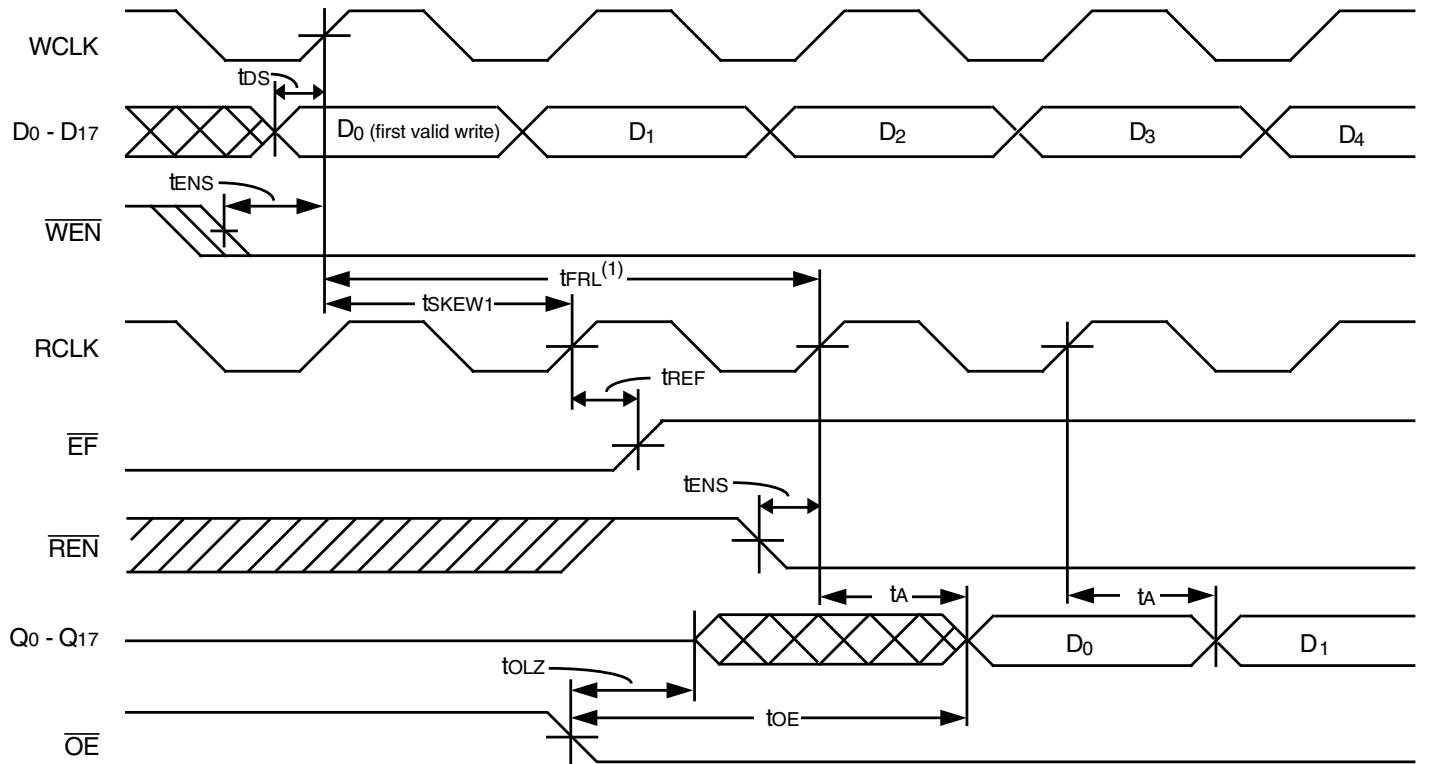 WCLK
tDS
D0 - D17
D0 (first valid write)
D1
D2
D3
D4
tENS
WEN
tFRL(1)
tSKEW1
RCLK
tREF
EF
tENS
REN
tA
tA
Q0 - Q17
D0
D1
tOLZ
tOE
OE